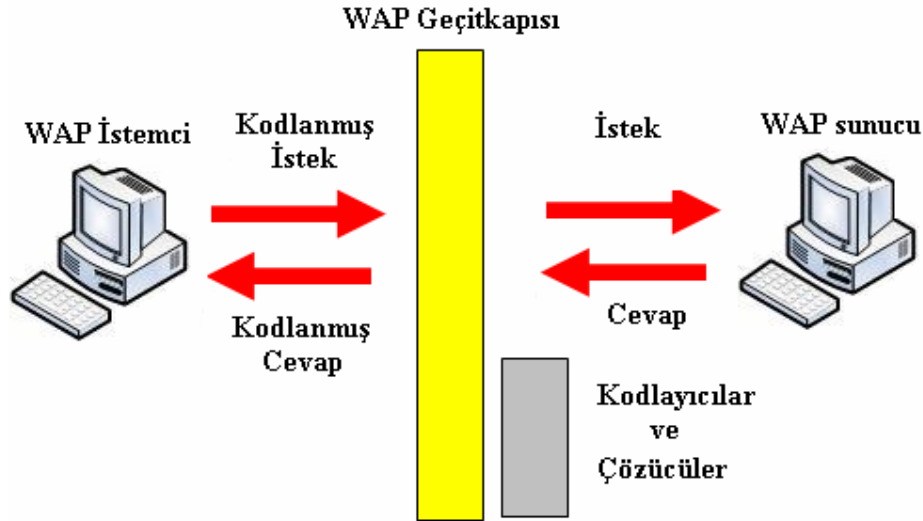 WAP Geçitkapısı
WAP İstemci
Kodlanmış
İstek
İstek
WAP sunucu
Kodlanmış
Cevap
Cevap
Kodlayıcılar
ve
Çözücüler